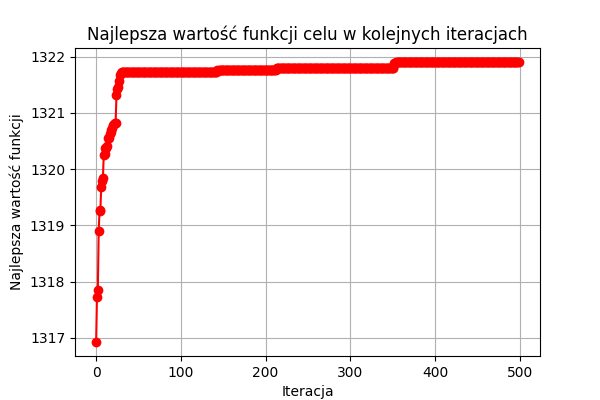 Najlepsza wartość funkcji celu w kolejnych iteracjach
Najlepsza wartość funkcji
1322
1321
1320
1319
1318
1317
0 100 200 300 400 500
Iteracja